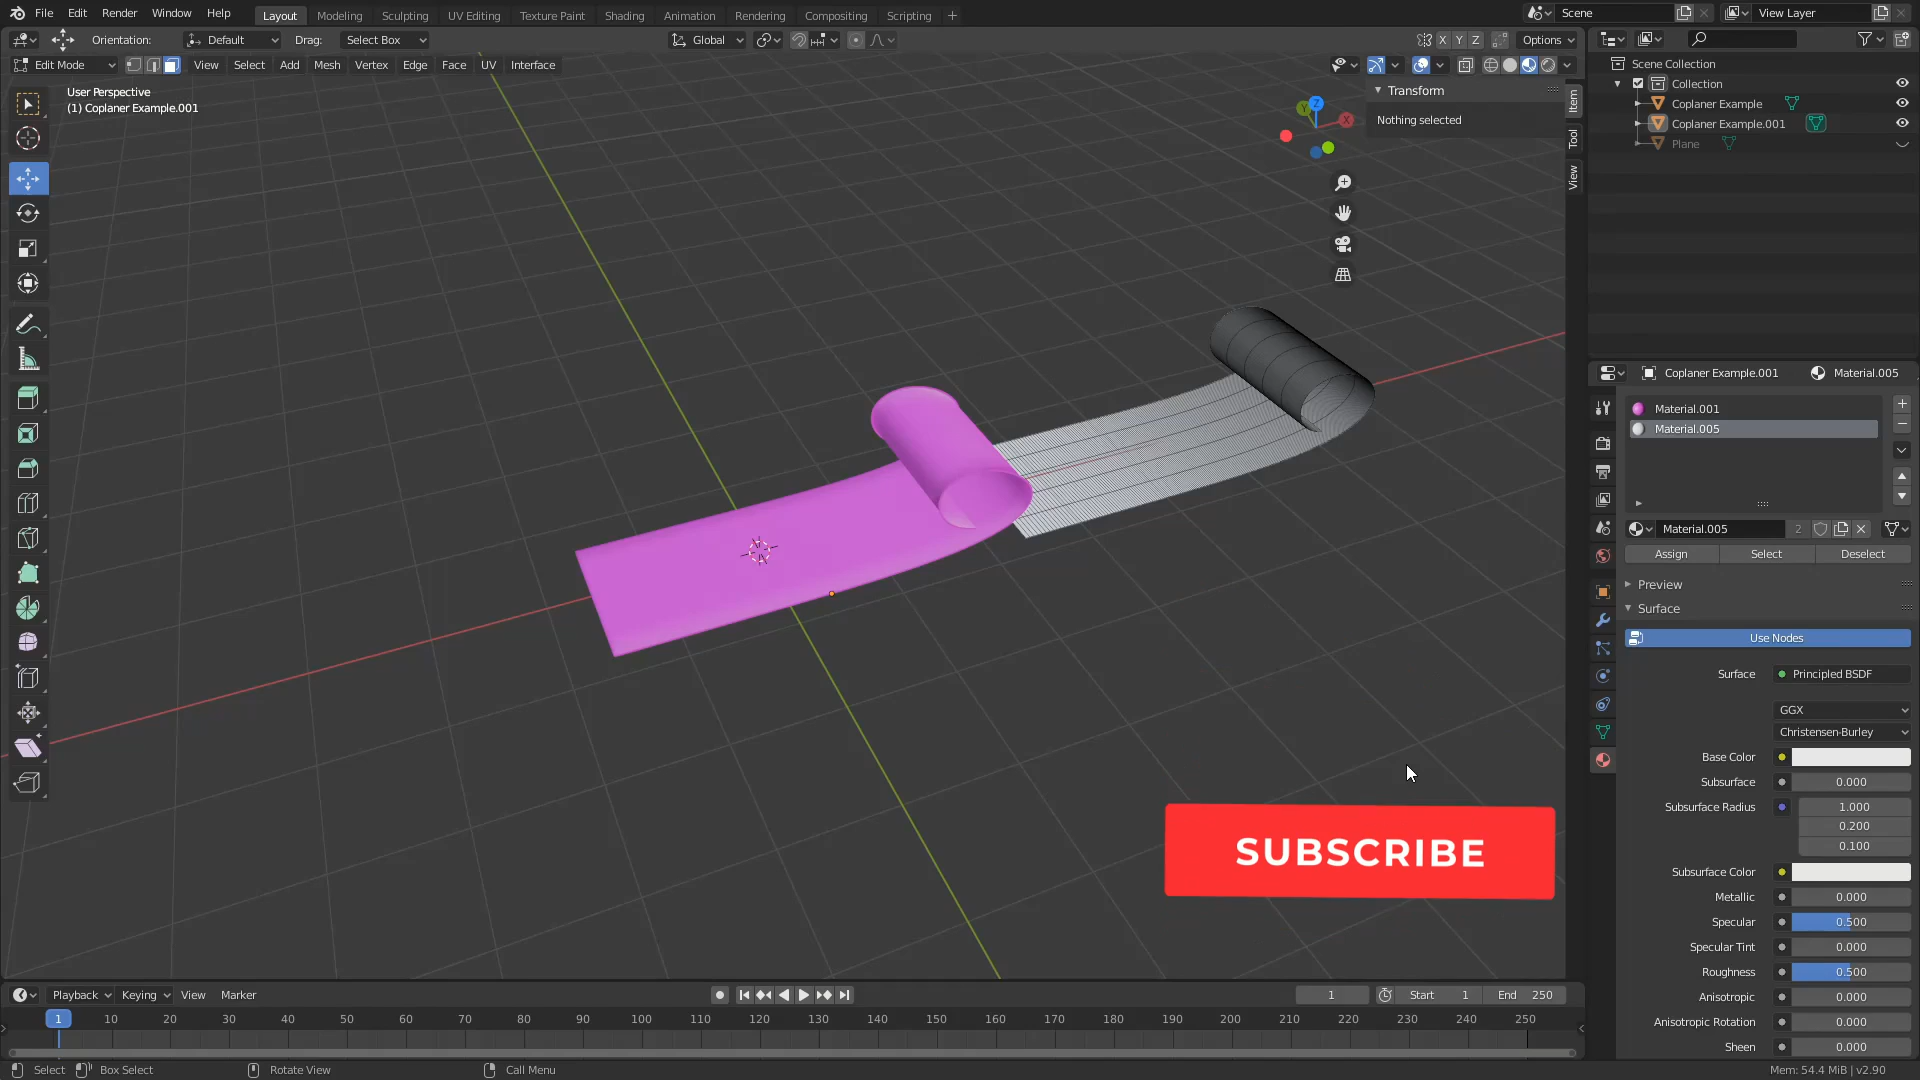 File Edit Render Window Help Layout Modeling Sculpting UV Editing Texture Paint Shading Animation Rendering Compositing Scripting + Scene View Layer
Orientation: Default Drag: Select Box Global X Y Z Options
Edit Mode View Select Add Mesh Vertex Edge Face UV Interface
User Perspective
(1) Coplaner Example.001
Transform
Nothing selected
Item
Tool
View
Z
Y
X
Scene Collection
Collection
Coplaner Example
Coplaner Example.001
Plane
Coplaner Example.001 Material.005
Material.001
Material.005
Material.005 2
Assign Select Deselect
Preview
Surface
Use Nodes
Surface Principled BSDF
GGX
Christensen-Burley
Base Color
Subsurface 0.000
Subsurface Radius 1.000
0.200
0.100
Subsurface Color
Metallic 0.000
Specular 0.500
Specular Tint 0.000
Roughness 0.500
Anisotropic 0.000
Anisotropic Rotation 0.000
Sheen 0.000
SUBSCRIBE
Playback Keying View Marker 1 Start 1 End 250
1 10 20 30 40 50 60 70 80 90 100 110 120 130 140 150 160 170 180 190 200 210 220 230 240 250
Select Box Select Rotate View Call Menu Mem: 54.4 MiB | v2.90